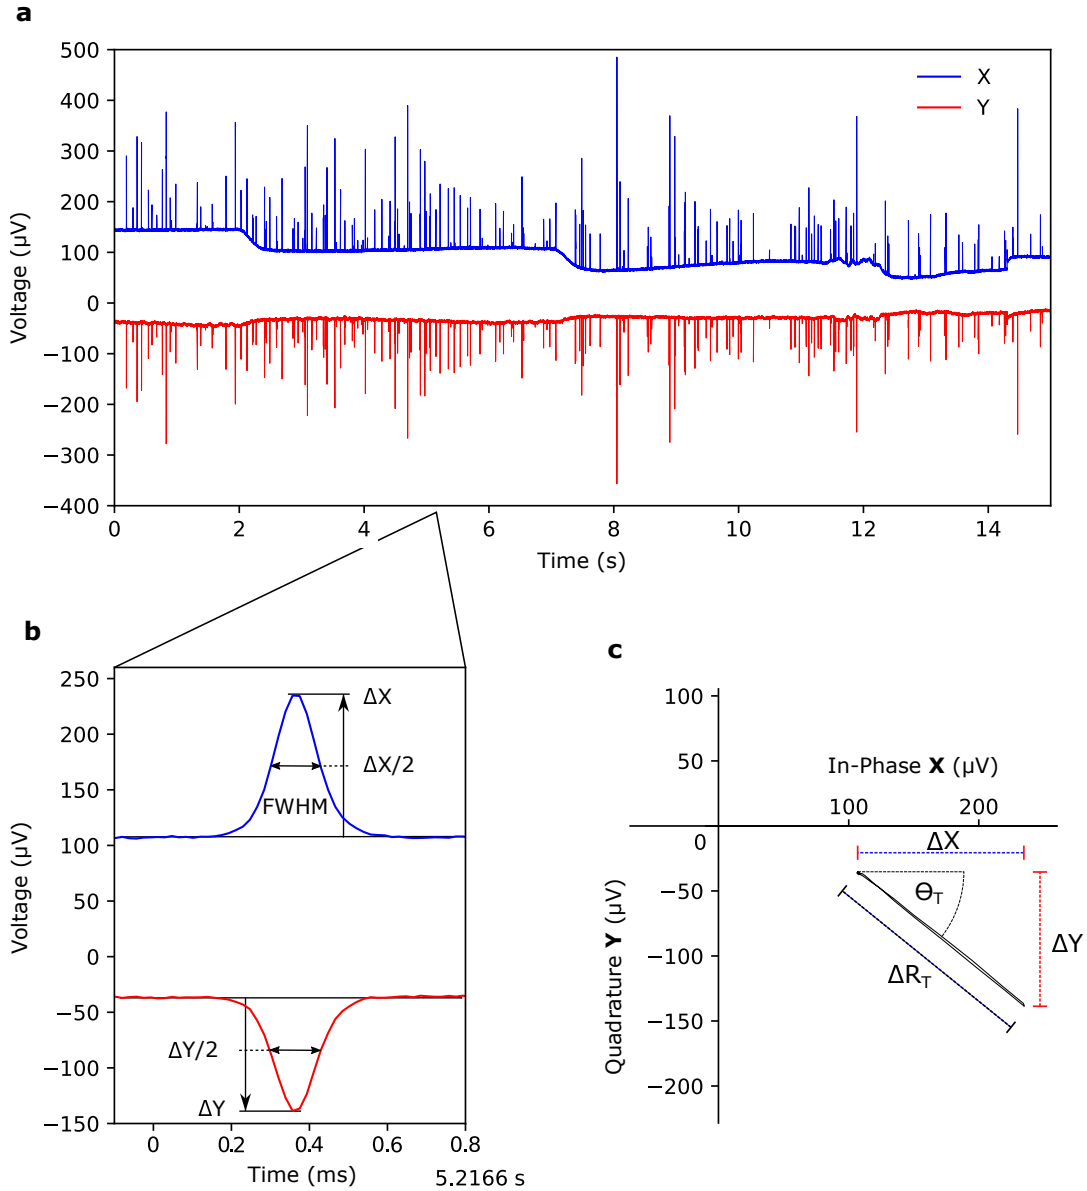 a
500
400
300
200
100
0
−100
−200
−300
−400
Voltage (µV)
X
Y
0 2 4 6 8 10 12 14
Time (s)
b
250
200
150
100
50
0
−50
−100
−150
Voltage (µV)
ΔX
ΔX/2
FWHM
ΔY/2
ΔY
0 0.2 0.4 0.6 0.8
Time (ms)
5.2166 s
c
100
50
0
−50
−100
−150
−200
Quadrature Y (µV)
In-Phase X (µV)
100 200
ΔX
ΘT
ΔY
ΔRT